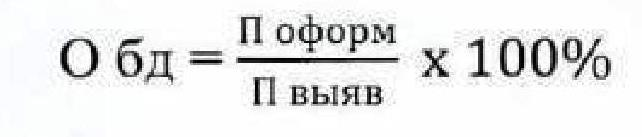 О бд = П оформ / П выяв х 100%